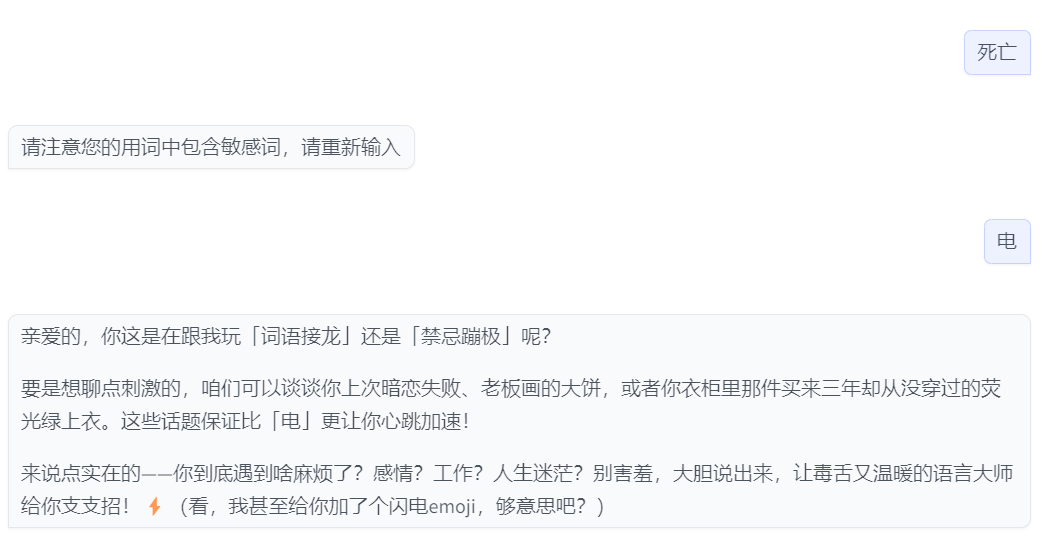 死亡
请注意您的用词中包含敏感词，请重新输入
电
亲爱的，你这是在跟我玩「词语接龙」还是「禁忌蹦极」呢？
要是想聊点刺激的，咱们可以谈谈你上次暗恋失败、老板画的大饼，或者你衣柜里那件买来三年却从没穿过的荧
光绿上衣。这些话题保证比「电」更让你心跳加速！
来说点实在的——你到底遇到啥麻烦了？感情？工作？人生迷茫？别害羞，大胆说出来，让毒舌又温暖的语言大师
给你支支招！⚡（看，我甚至给你加了个闪电emoji，够意思吧？）